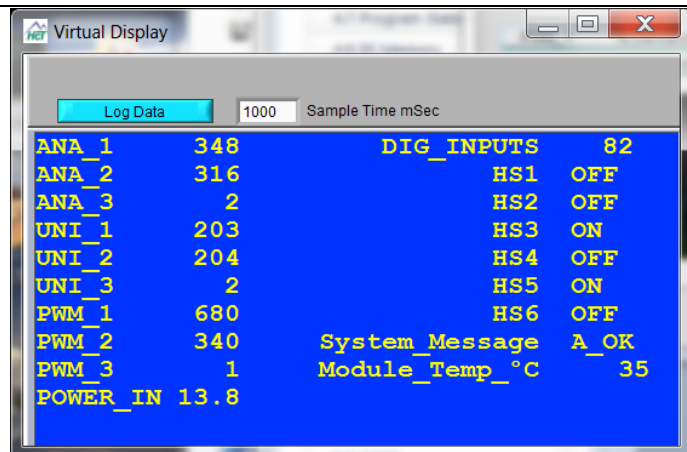 HCT Virtual Display
Log Data 1000 Sample Time mSec
ANA_1 348 DIG_INPUTS 82
ANA_2 316 HS1 OFF
ANA_3 2 HS2 OFF
UNI_1 203 HS3 ON
UNI_2 204 HS4 OFF
UNI_3 2 HS5 ON
PWM_1 680 HS6 OFF
PWM_2 340 System_Message A_OK
PWM_3 1 Module_Temp_°C 35
POWER_IN 13.8